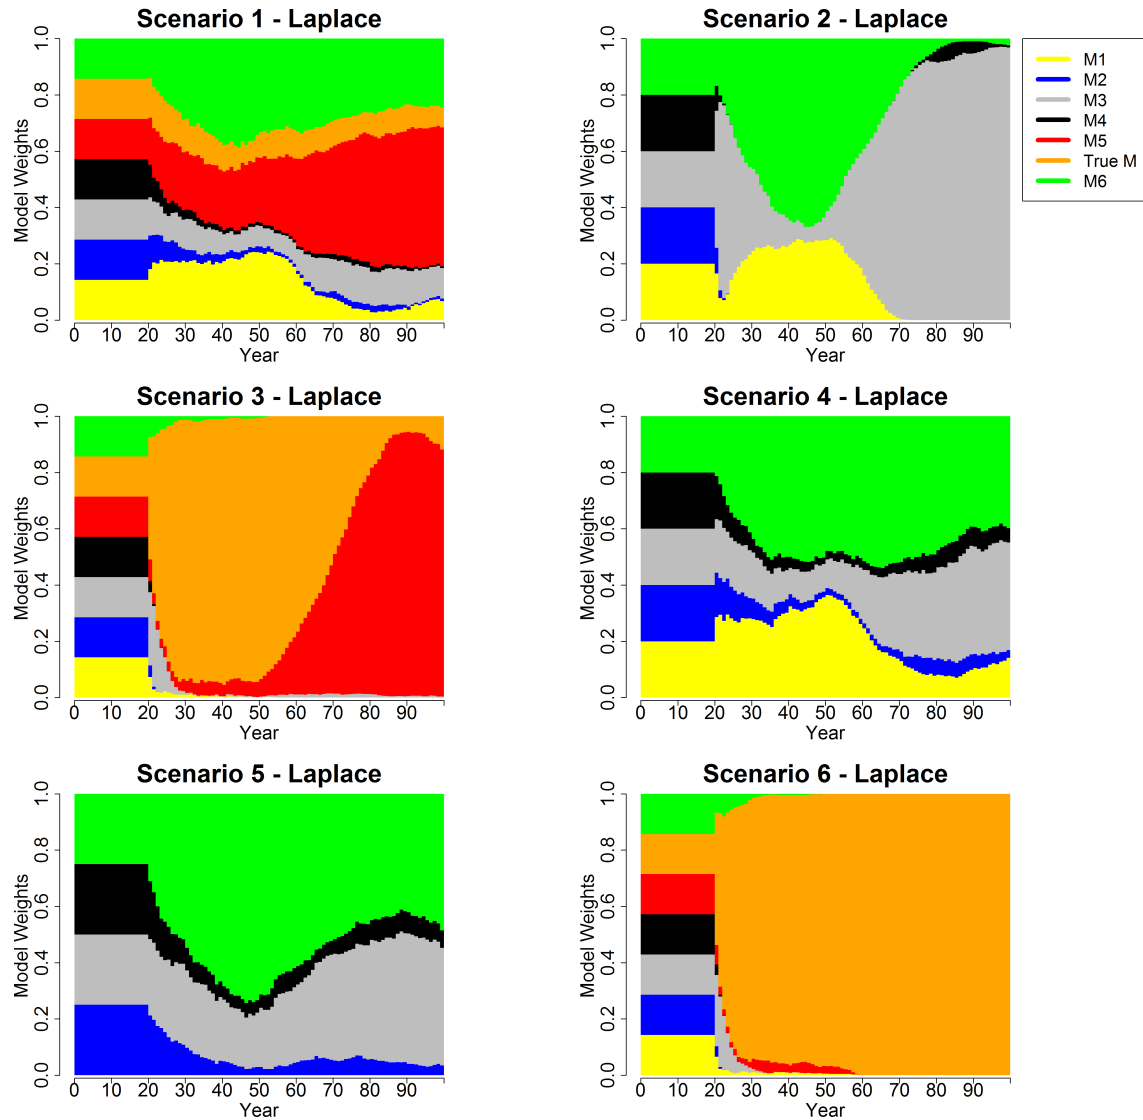 Scenario 1 - Laplace
Model Weights
0.0 0.2 0.4 0.6 0.8 1.0
0 10 20 30 40 50 60 70 80 90
Year
Scenario 2 - Laplace
Model Weights
0.0 0.2 0.4 0.6 0.8 1.0
0 10 20 30 40 50 60 70 80 90
Year
M1
M2
M3
M4
M5
True M
M6
Scenario 3 - Laplace
Model Weights
0.0 0.2 0.4 0.6 0.8 1.0
0 10 20 30 40 50 60 70 80 90
Year
Scenario 4 - Laplace
Model Weights
0.0 0.2 0.4 0.6 0.8 1.0
0 10 20 30 40 50 60 70 80 90
Year
Scenario 5 - Laplace
Model Weights
0.0 0.2 0.4 0.6 0.8 1.0
0 10 20 30 40 50 60 70 80 90
Year
Scenario 6 - Laplace
Model Weights
0.0 0.2 0.4 0.6 0.8 1.0
0 10 20 30 40 50 60 70 80 90
Year